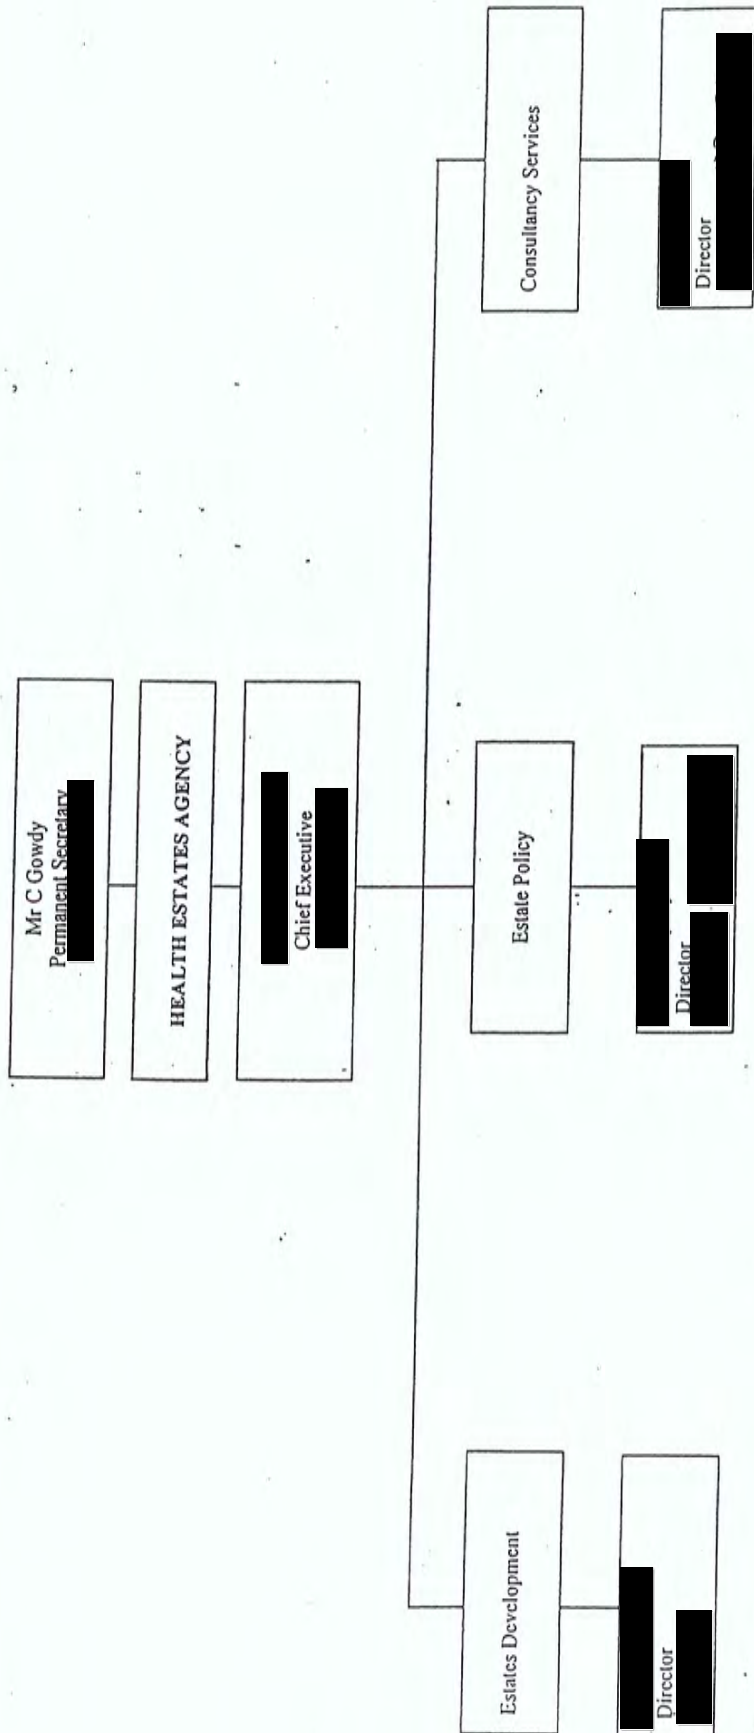 Mr C Gowdy
Permanent Secretary
HEALTH ESTATES AGENCY
Chief Executive
Estates Development
Estate Policy
Consultancy Services
Director
Director
Director